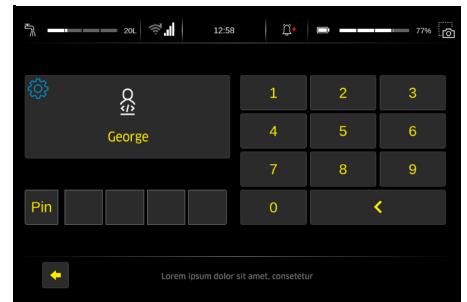 20L 12:58 77%
</>
George
1 2 3
4 5 6
7 8 9
Pin 0
Lorem ipsum dolor sit amet, consetetur